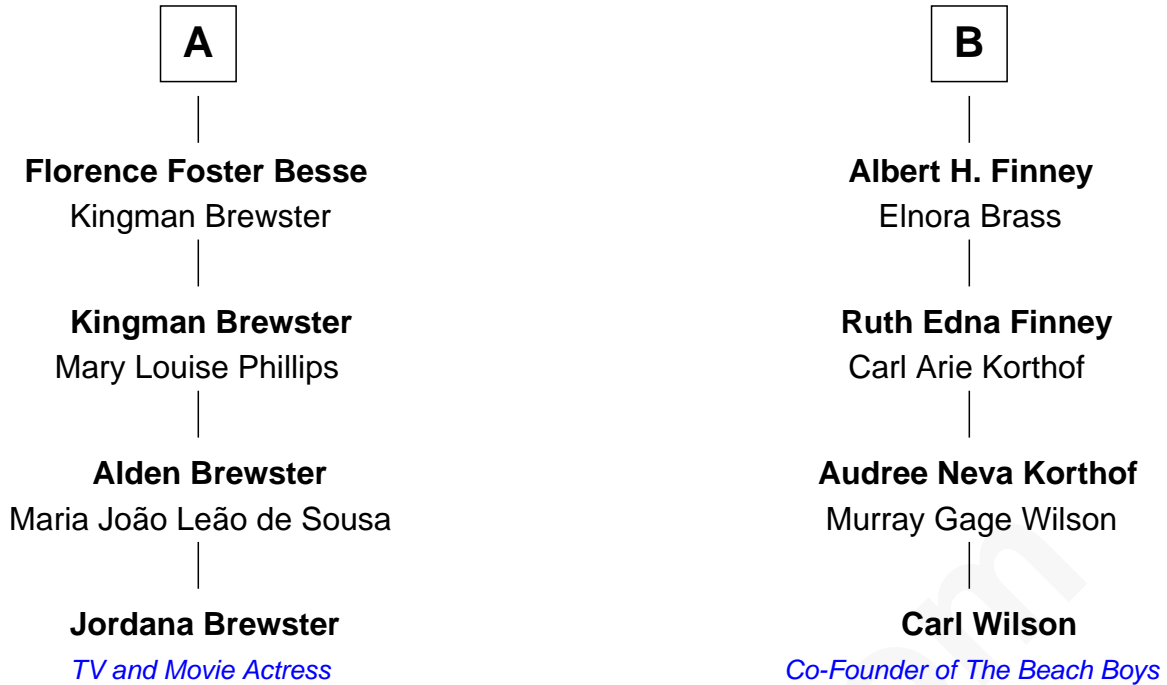 A
Florence Foster Besse
Kingman Brewster
Kingman Brewster
Mary Louise Phillips
Alden Brewster
Maria João Leão de Sousa
Jordana Brewster
TV and Movie Actress
B
Albert H. Finney
Elnora Brass
Ruth Edna Finney
Carl Arie Korthof
Audree Neva Korthof
Murray Gage Wilson
Carl Wilson
Co-Founder of The Beach Boys